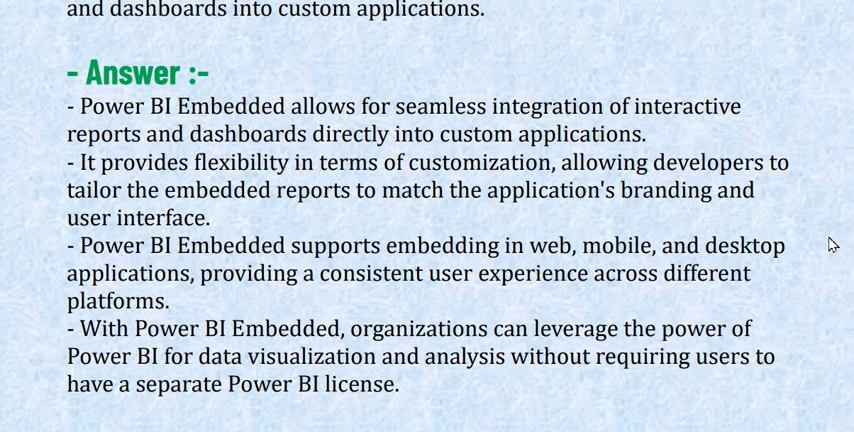 and dashboards into custom applications.
- Answer :-
- Power BI Embedded allows for seamless integration of interactive
reports and dashboards directly into custom applications.
- It provides flexibility in terms of customization, allowing developers to
tailor the embedded reports to match the application's branding and
user interface.
- Power BI Embedded supports embedding in web, mobile, and desktop
applications, providing a consistent user experience across different
platforms.
- With Power BI Embedded, organizations can leverage the power of
Power BI for data visualization and analysis without requiring users to
have a separate Power BI license.